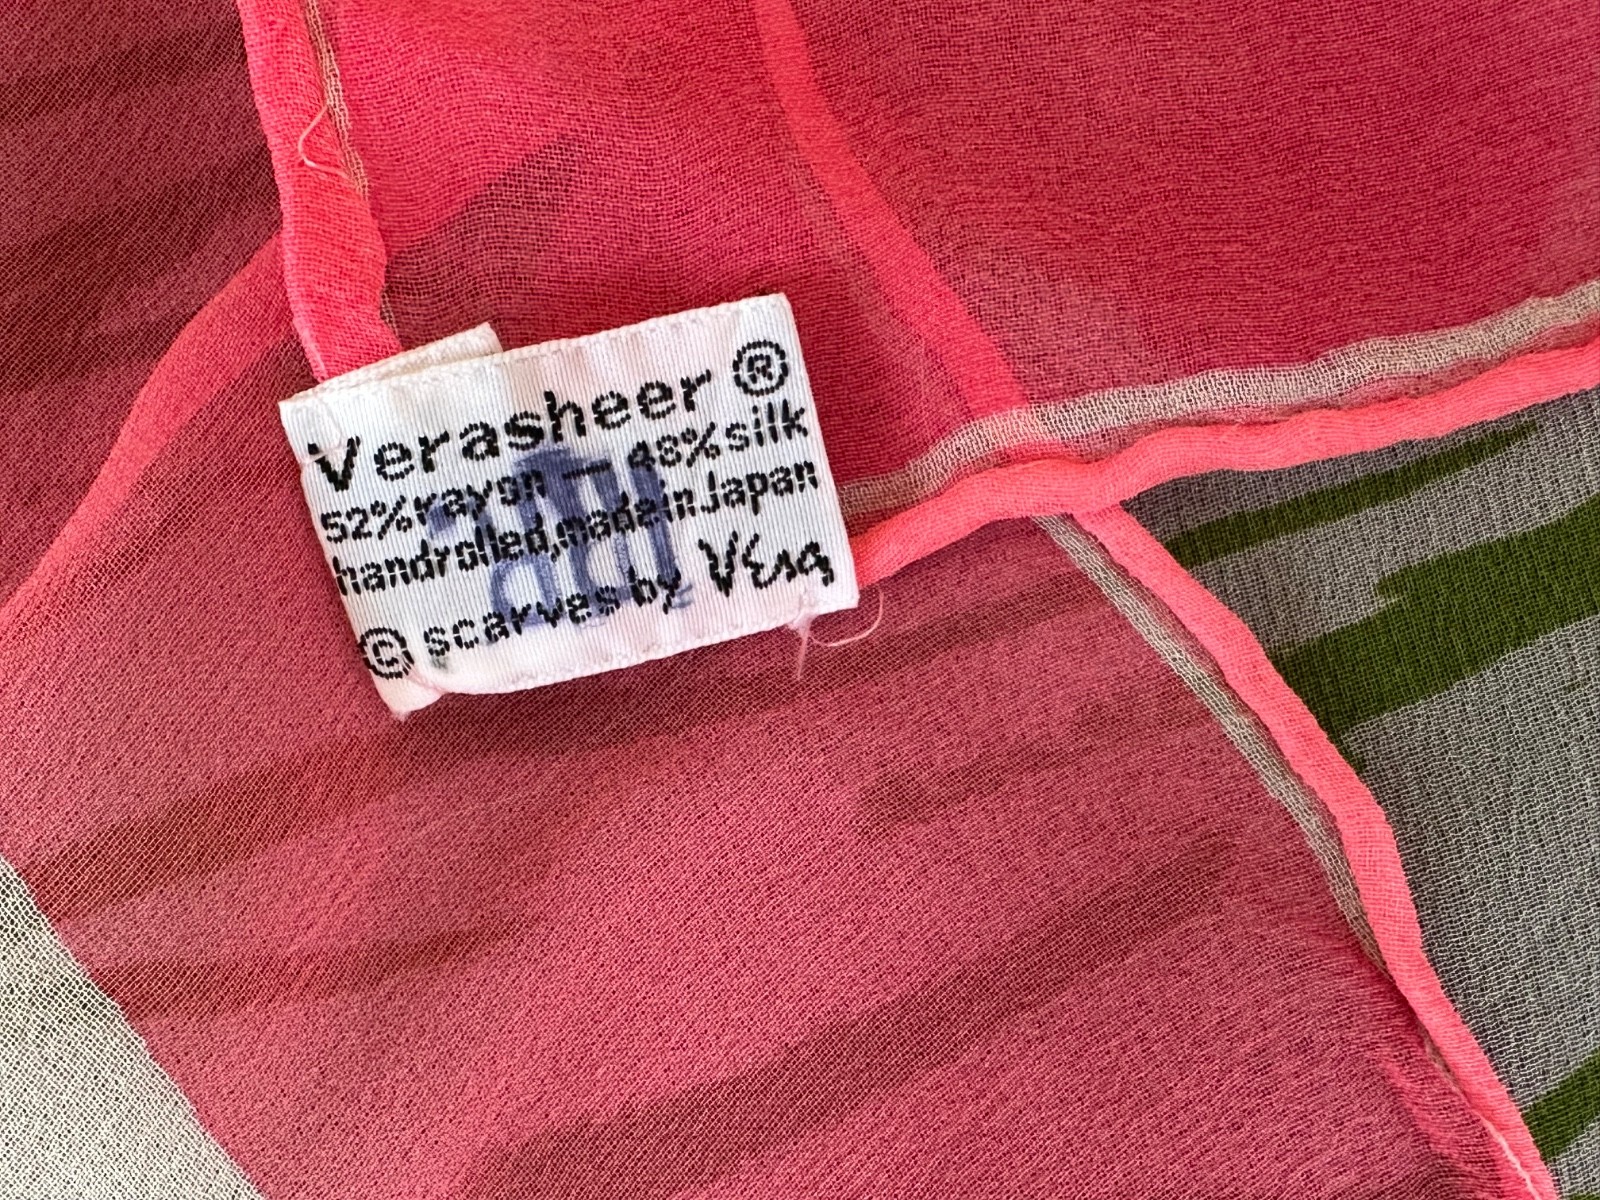 Verasheer ®
52% rayon — 48% silk
handrolled, made in Japan
© scarves by Vera